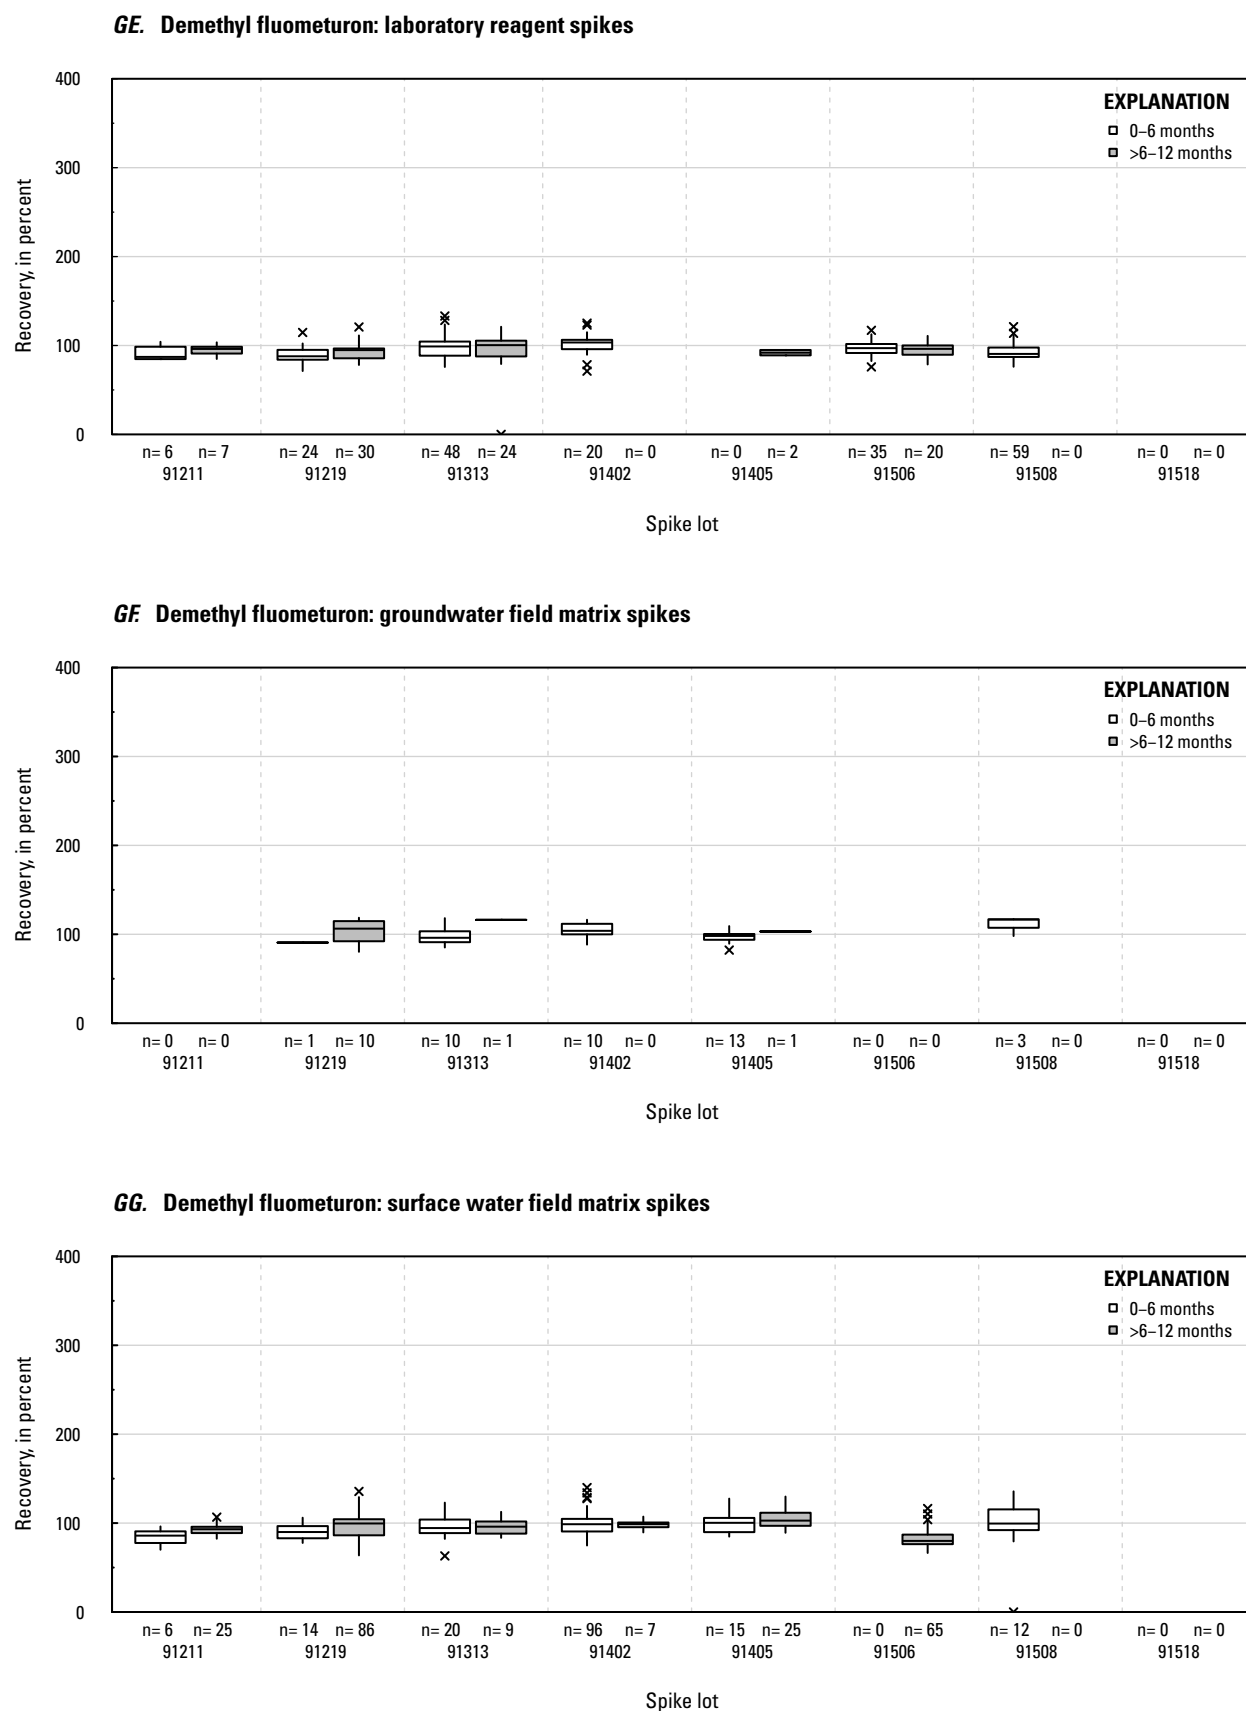 GE. Demethyl fluometuron: laboratory reagent spikes
400
300
200
100
0
Recovery, in percent
EXPLANATION
0–6 months
>6–12 months
n= 6 n= 7 n= 24 n= 30 n= 48 n= 24 n= 20 n= 0 n= 0 n= 2 n= 35 n= 20 n= 59 n= 0 n= 0 n= 0
91211 91219 91313 91402 91405 91506 91508 91518
Spike lot
GF. Demethyl fluometuron: groundwater field matrix spikes
400
300
200
100
0
Recovery, in percent
EXPLANATION
0–6 months
>6–12 months
n= 0 n= 0 n= 1 n= 10 n= 10 n= 1 n= 10 n= 0 n= 13 n= 1 n= 0 n= 0 n= 3 n= 0 n= 0 n= 0
91211 91219 91313 91402 91405 91506 91508 91518
Spike lot
GG. Demethyl fluometuron: surface water field matrix spikes
400
300
200
100
0
Recovery, in percent
EXPLANATION
0–6 months
>6–12 months
n= 6 n= 25 n= 14 n= 86 n= 20 n= 9 n= 96 n= 7 n= 15 n= 25 n= 0 n= 65 n= 12 n= 0 n= 0 n= 0
91211 91219 91313 91402 91405 91506 91508 91518
Spike lot